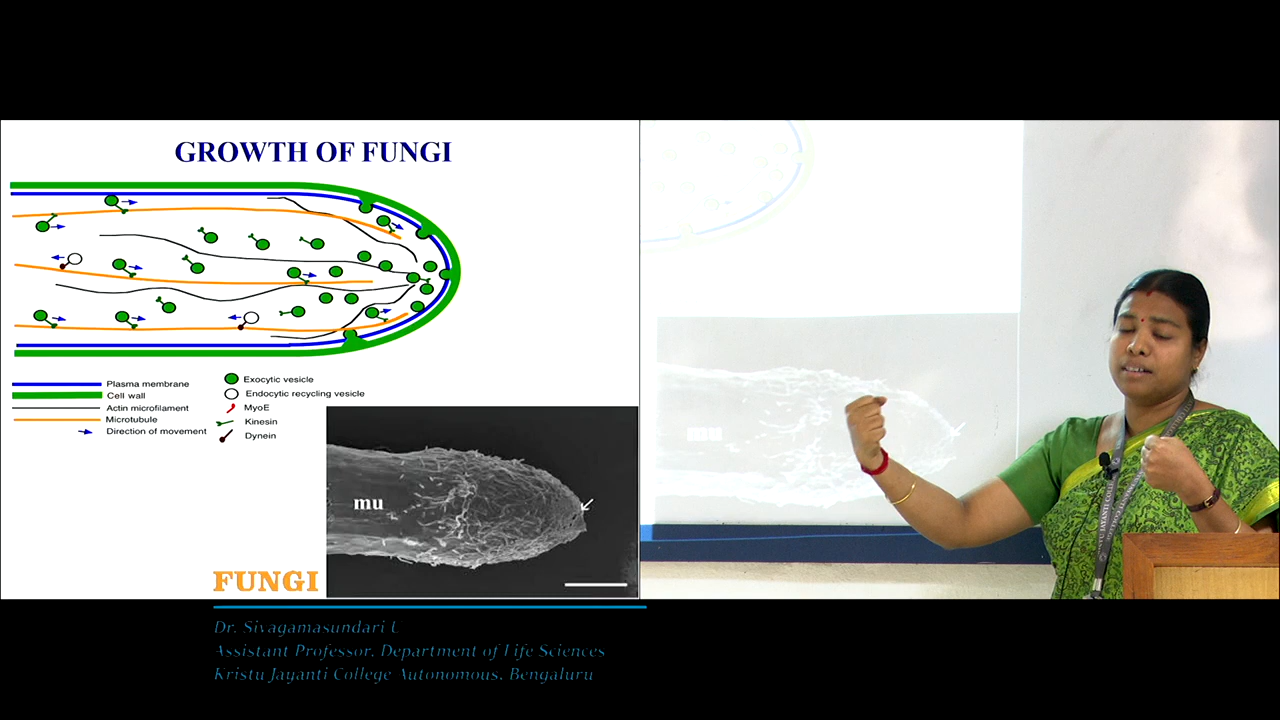 GROWTH OF FUNGI
Plasma membrane
Cell wall
Actin microfilament
Microtubule
Direction of movement
Exocytic vesicle
Endocytic recycling vesicle
MyoE
Kinesin
Dynein
mu
FUNGI
Dr. Sivagamasundari U
Assistant Professor, Department of Life Sciences
Kristu Jayanti College Autonomous, Bengaluru